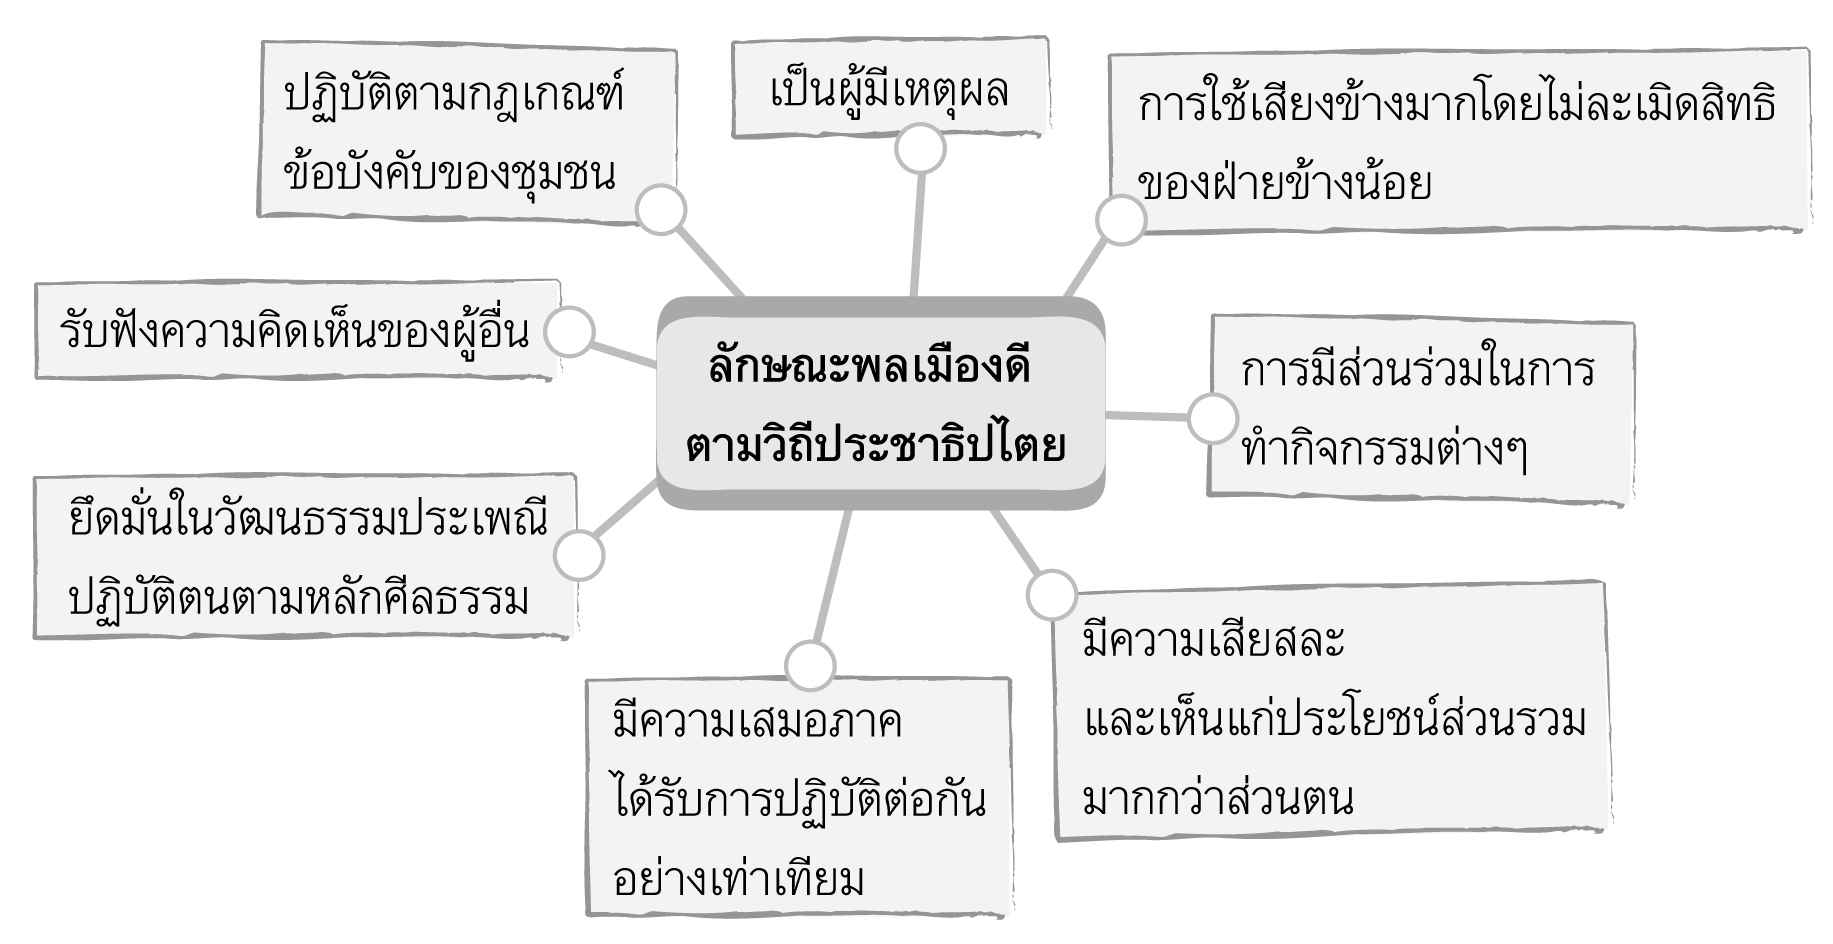 ปฏิบัติตามกฎเกณฑ์
ข้อบังคับของชุมชน
เป็นผู้มีเหตุผล
การใช้เสียงข้างมากโดยไม่ละเมิดสิทธิ
ของฝ่ายข้างน้อย
รับฟังความคิดเห็นของผู้อื่น
ลักษณะพลเมืองดี
ตามวิถีประชาธิปไตย
การมีส่วนร่วมในการ
ทำกิจกรรมต่างๆ
ยึดมั่นในวัฒนธรรมประเพณี
ปฏิบัติตนตามหลักศีลธรรม
มีความเสมอภาค
ได้รับการปฏิบัติต่อกัน
อย่างเท่าเทียม
มีความเสียสละ
และเห็นแก่ประโยชน์ส่วนรวม
มากกว่าส่วนตน